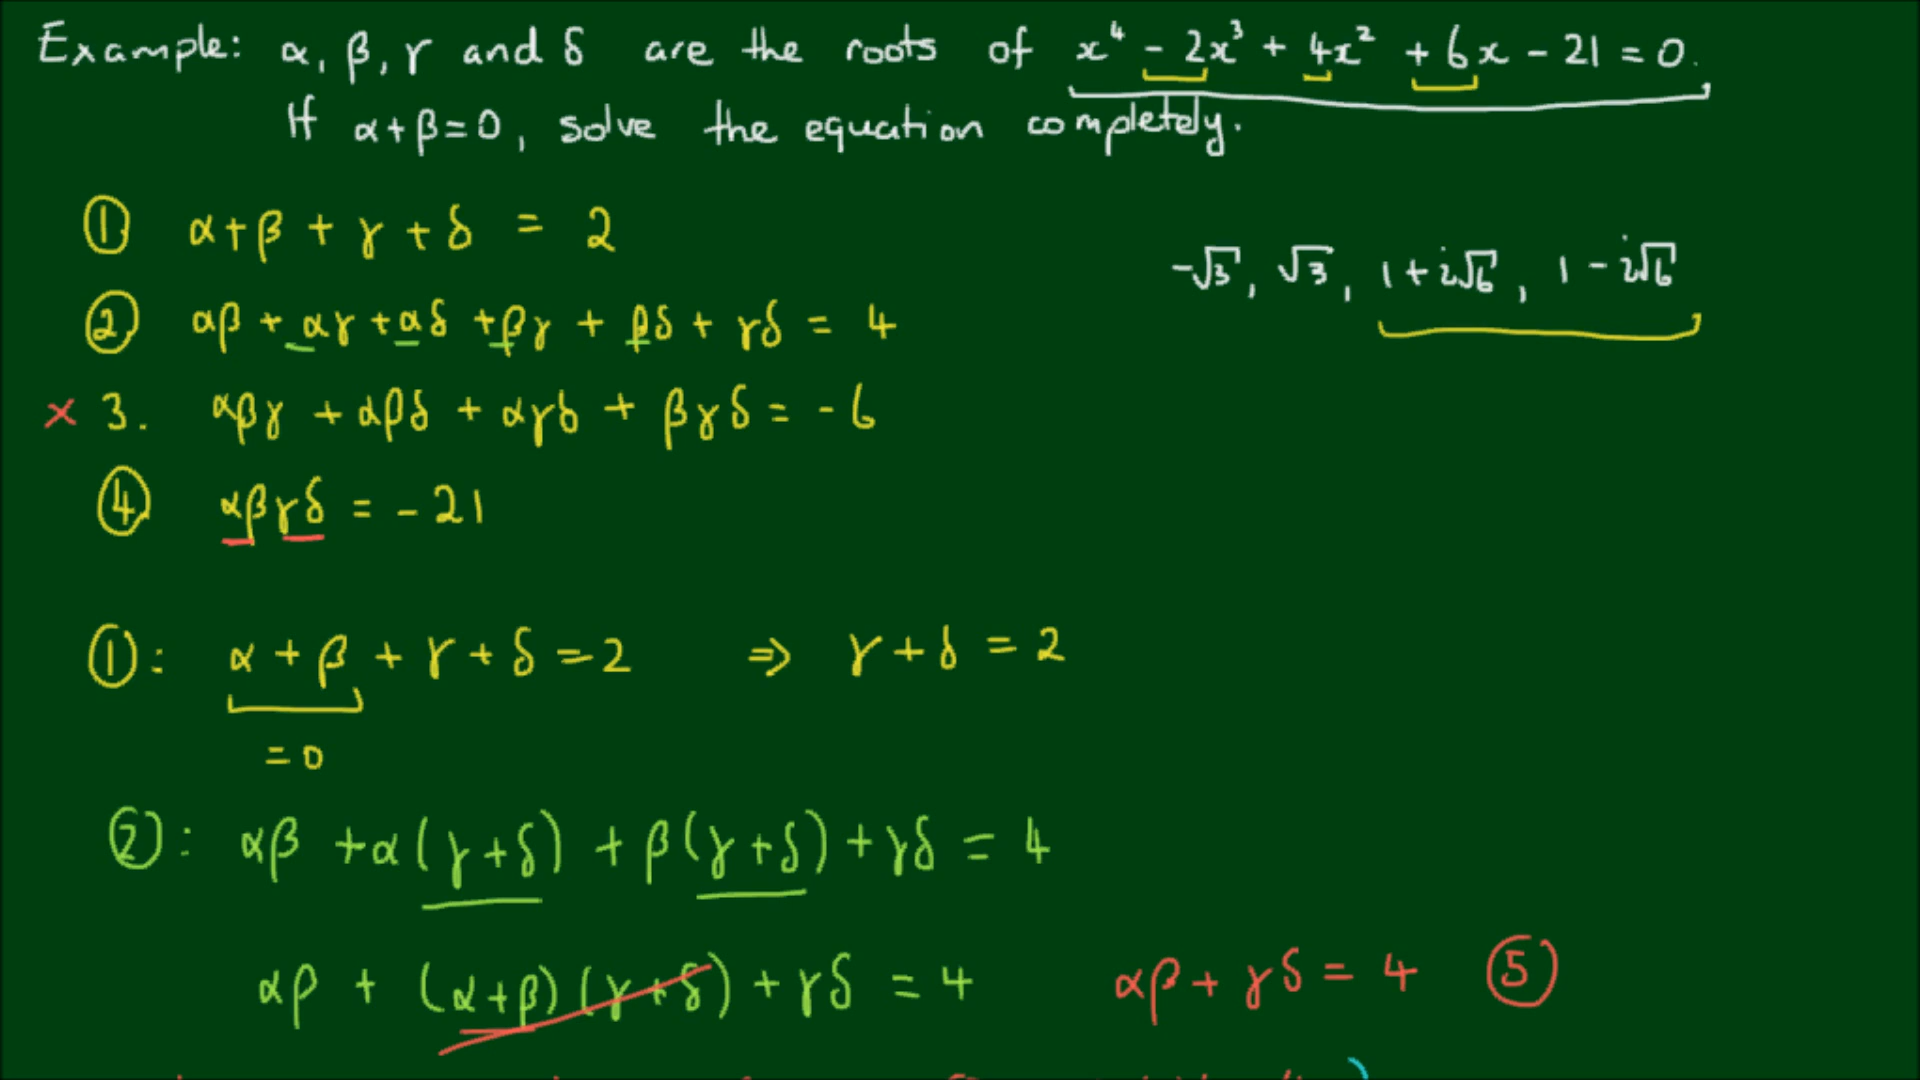 Example: α, β, γ and δ are the roots of x⁴ - 2x³ + 4x² + 6x - 21 = 0.
If α+β=0, solve the equation completely.
① α+β + γ + δ = 2
-√3, √3, 1+i√6, 1-i√6
② αβ + αγ + αδ + βγ + βδ + γδ = 4
× 3. αβγ + αβδ + αγδ + βγδ = -6
④ αβγδ = -21
①: α + β + γ + δ = 2 ⇒ γ + δ = 2
= 0
②: αβ + α(γ+δ) + β(γ+δ) + γδ = 4
αβ + (α+β)(γ+δ) + γδ = 4 αβ + γδ = 4 ⑤